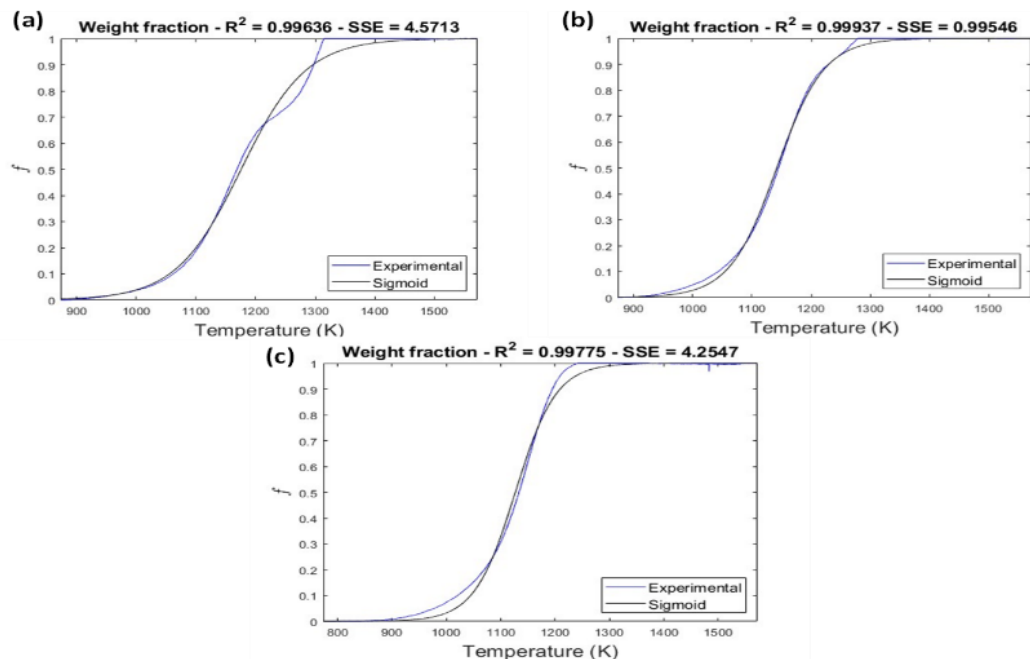 (a)
Weight fraction - R² = 0.99636 - SSE = 4.5713
1
0.9
0.8
0.7
0.6
0.5
0.4
0.3
0.2
0.1
0
f
900 1000 1100 1200 1300 1400 1500
Temperature (K)
Experimental
Sigmoid
(b)
Weight fraction - R² = 0.99937 - SSE = 0.99546
1
0.9
0.8
0.7
0.6
0.5
0.4
0.3
0.2
0.1
0
f
900 1000 1100 1200 1300 1400 1500
Temperature (K)
Experimental
Sigmoid
(c)
Weight fraction - R² = 0.99775 - SSE = 4.2547
1
0.9
0.8
0.7
0.6
0.5
0.4
0.3
0.2
0.1
0
f
800 900 1000 1100 1200 1300 1400 1500
Temperature (K)
Experimental
Sigmoid